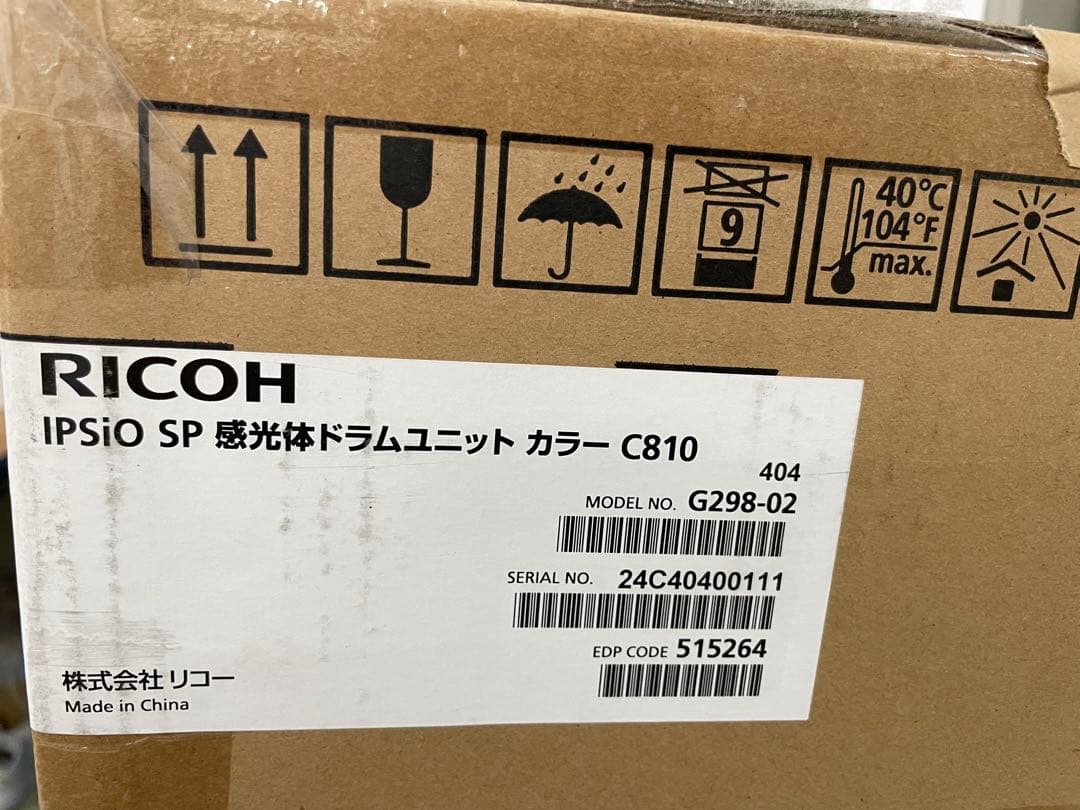 9
40°C
104°F
max.
RICOH
IPSiO SP 感光体ドラムユニット カラー C810
404
MODEL NO. G298-02
SERIAL NO. 24C40400111
EDP CODE 515264
株式会社 リコー
Made in China